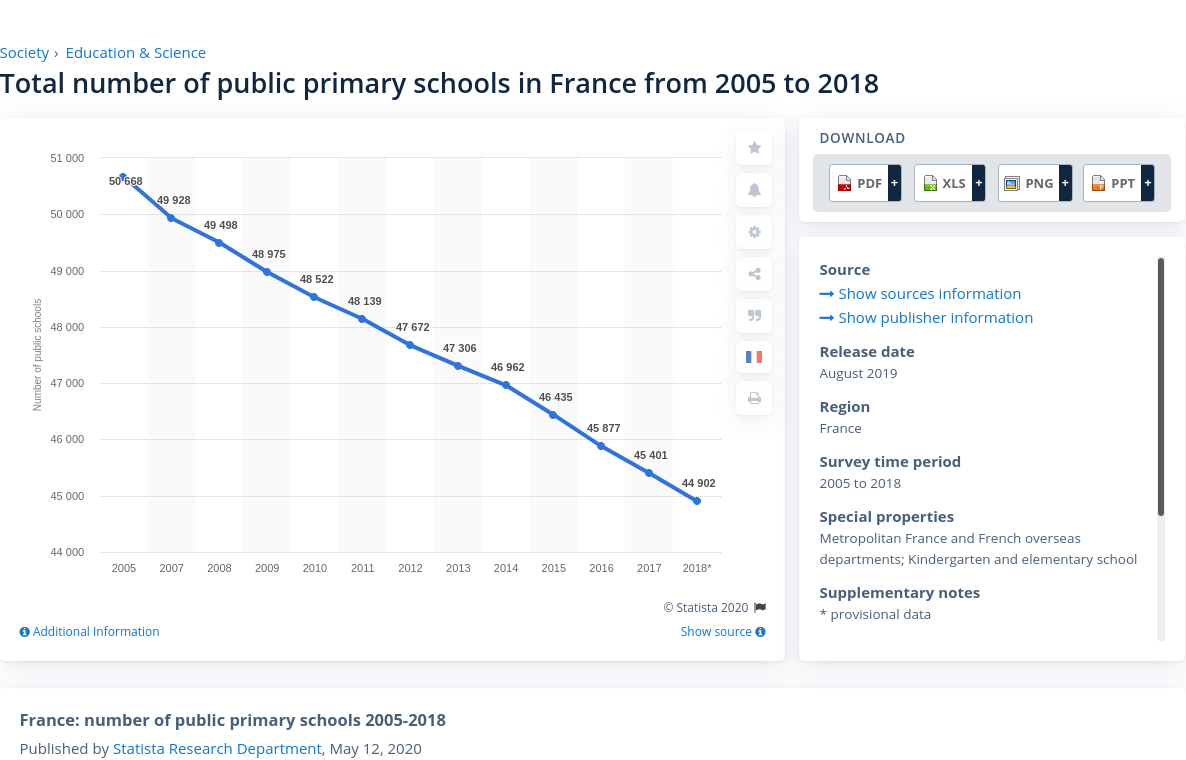 Society › Education & Science
Total number of public primary schools in France from 2005 to 2018
51 000
50 000
49 000
48 000
47 000
46 000
45 000
44 000
Number of public schools
50 668
49 928
49 498
48 975
48 522
48 139
47 672
47 306
46 962
46 435
45 877
45 401
44 902
2005 2007 2008 2009 2010 2011 2012 2013 2014 2015 2016 2017 2018*
© Statista 2020
Additional Information
Show source
DOWNLOAD
PDF + XLS + PNG + PPT +
Source
Show sources information
Show publisher information
Release date
August 2019
Region
France
Survey time period
2005 to 2018
Special properties
Metropolitan France and French overseas
departments; Kindergarten and elementary school
Supplementary notes
* provisional data
France: number of public primary schools 2005-2018
Published by Statista Research Department, May 12, 2020